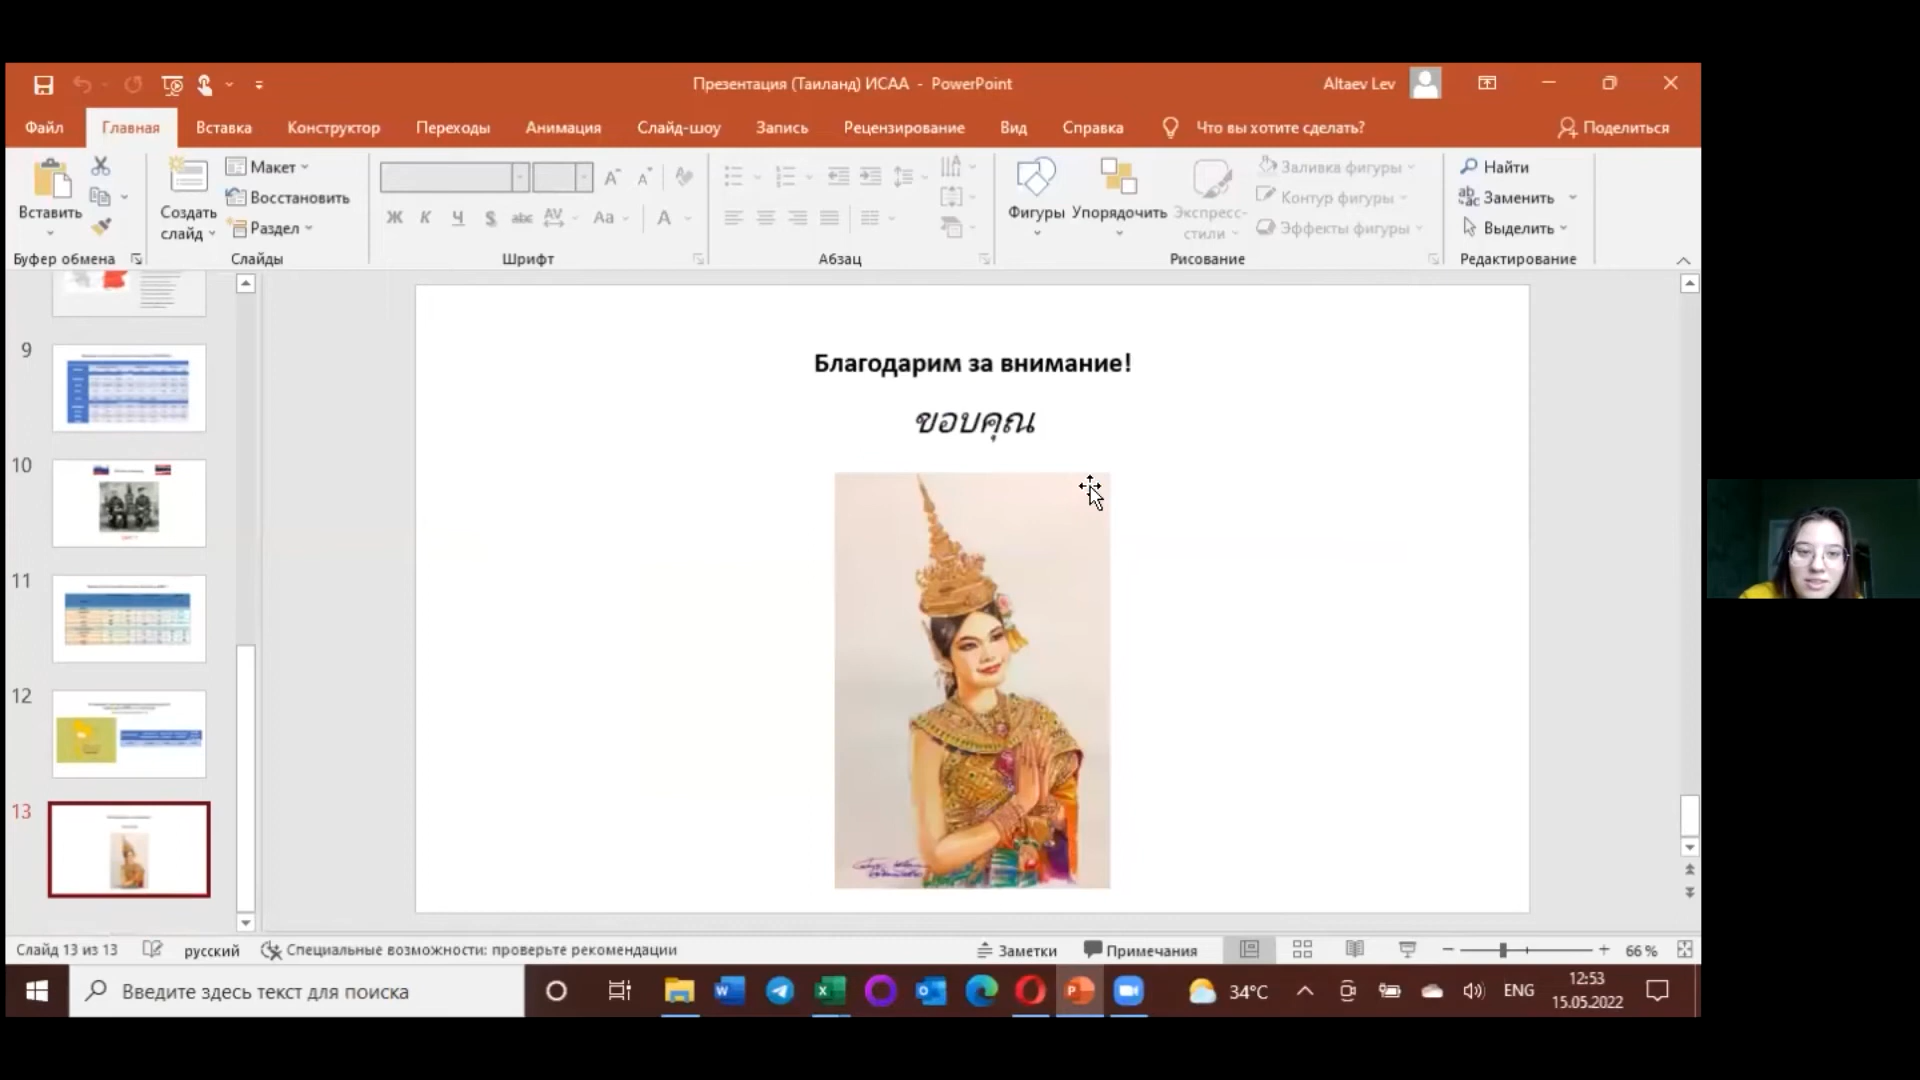 Презентация (Таиланд) ИСАА - PowerPoint
Altaev Lev
Файл Главная Вставка Конструктор Переходы Анимация Слайд-шоу Запись Рецензирование Вид Справка Что вы хотите сделать? Поделиться
Вставить
Буфер обмена
Создать слайд
Макет
Восстановить
Раздел
Слайды
Ж К Ч S abc AV Aa A
Шрифт
Абзац
Фигуры
Упорядочить
Экспресс-стили
Заливка фигуры
Контур фигуры
Эффекты фигуры
Рисование
Найти
Заменить
Выделить
Редактирование
9
10
11
12
13
Благодарим за внимание!
ขอบคุณ
Слайд 13 из 13 русский Специальные возможности: проверьте рекомендации Заметки Примечания 66 %
Введите здесь текст для поиска
34°C ENG
12:53
15.05.2022